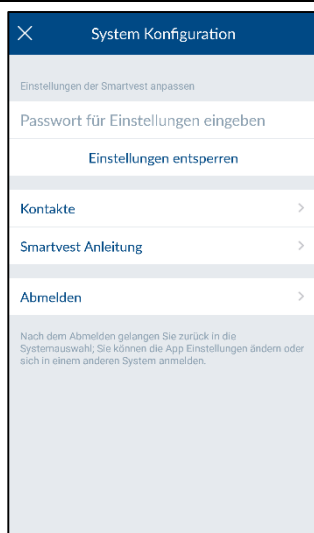 System Konfiguration
Einstellungen der Smartvest anpassen
Passwort für Einstellungen eingeben
Einstellungen entsperren
Kontakte
Smartvest Anleitung
Abmelden
Nach dem Abmelden gelangen Sie zurück in die
Systemauswahl; Sie können die App Einstellungen ändern oder
sich in einem anderen System anmelden.